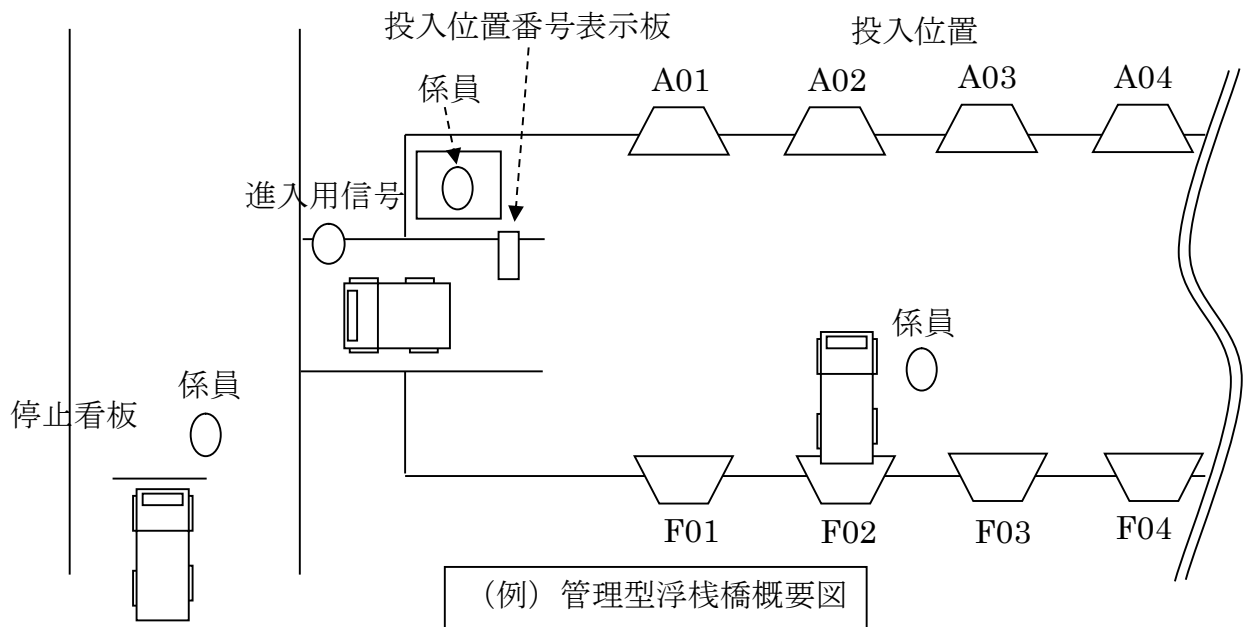 投入位置番号表示板
投入位置
係員
A01
A02
A03
A04
進入用信号
係員
係員
停止看板
F01
F02
F03
F04
（例）管理型浮桟橋概要図